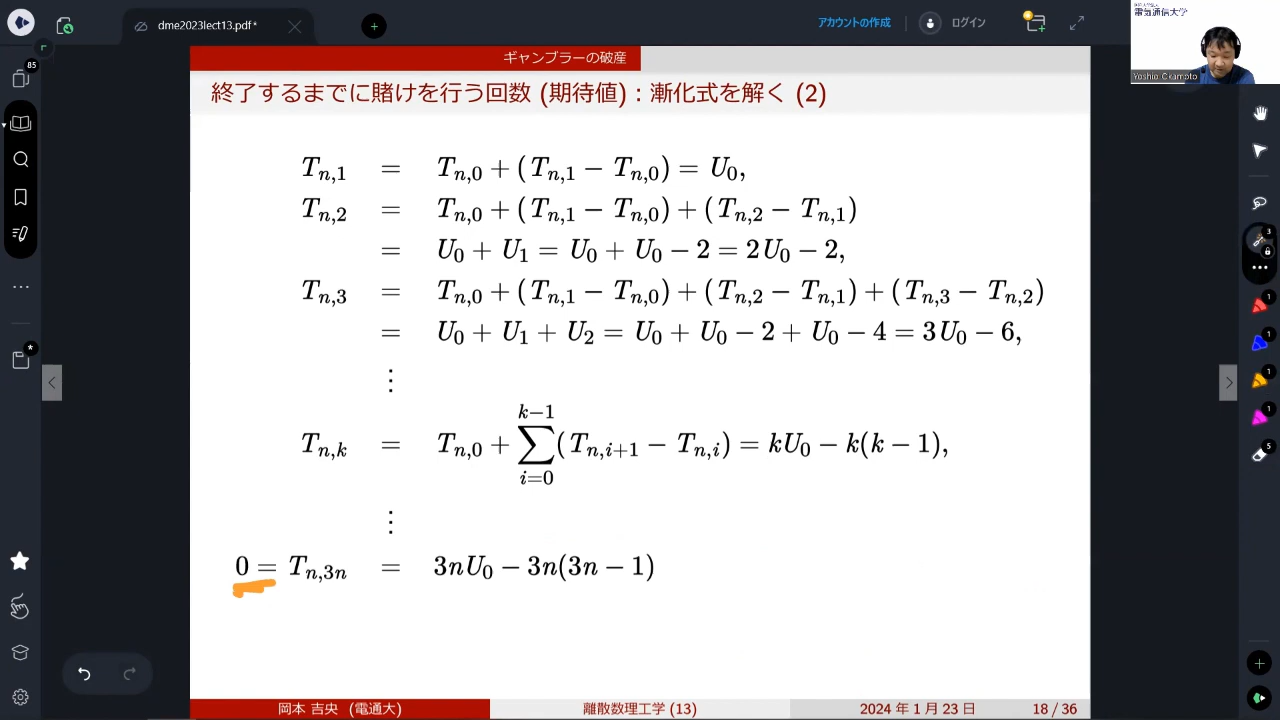 dme2023lect13.pdf*
アカウントの作成
ログイン
電気通信大学
Yoshio Okamoto
85
ギャンブラーの破産
終了するまでに賭けを行う回数 (期待値) : 漸化式を解く (2)
T_{n,1} = T_{n,0} + (T_{n,1} − T_{n,0}) = U_0,
T_{n,2} = T_{n,0} + (T_{n,1} − T_{n,0}) + (T_{n,2} − T_{n,1})
= U_0 + U_1 = U_0 + U_0 − 2 = 2U_0 − 2,
T_{n,3} = T_{n,0} + (T_{n,1} − T_{n,0}) + (T_{n,2} − T_{n,1}) + (T_{n,3} − T_{n,2})
= U_0 + U_1 + U_2 = U_0 + U_0 − 2 + U_0 − 4 = 3U_0 − 6,
⋮
T_{n,k} = T_{n,0} + \sum_{i=0}^{k−1} (T_{n,i+1} − T_{n,i}) = kU_0 − k(k − 1),
⋮
0 = T_{n,3n} = 3nU_0 − 3n(3n − 1)
岡本 吉央 (電通大)
離散数理工学 (13)
2024 年 1 月 23 日
18 / 36
3
1
1
1
1
5